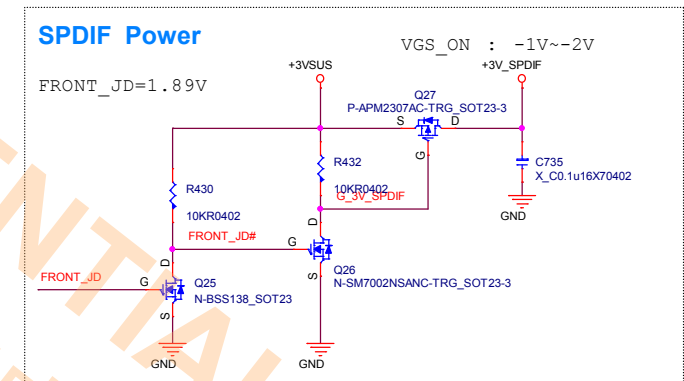 SPDIF Power
VGS_ON : -1V~-2V
+3VSUS
+3V_SPDIF
FRONT_JD=1.89V
Q27
P-APM2307AC-TRG_SOT23-3
S
D
G
R432
10KR0402
G_3V_SPDIF
C735
X_C0.1u16X70402
GND
R430
10KR0402
FRONT_JD#
D
G
S
Q26
N-SM7002NSANC-TRG_SOT23-3
FRONT_JD
D
G
S
Q25
N-BSS138_SOT23
GND
GND
NTIAL